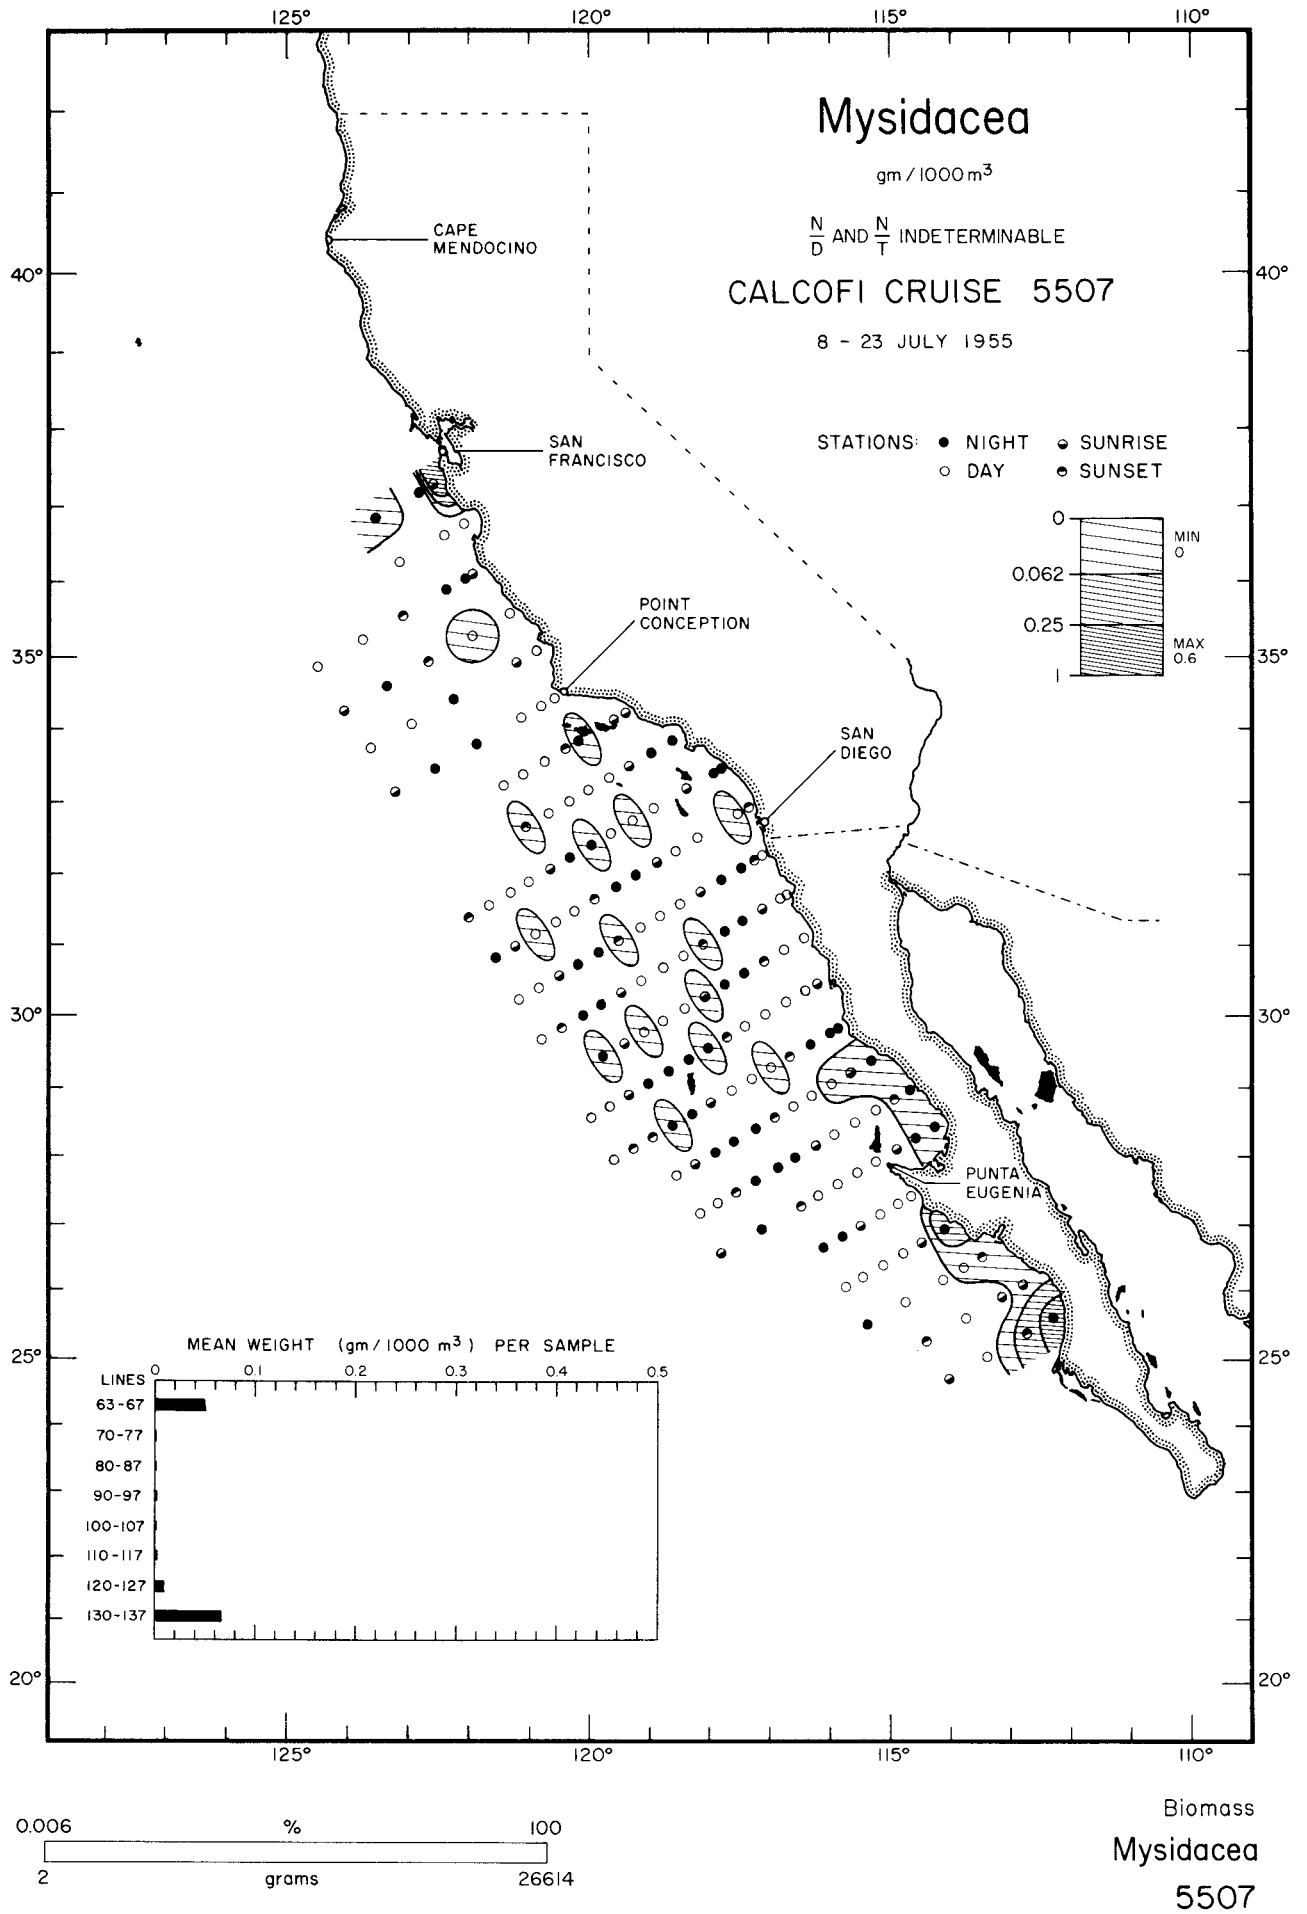 125° 120° 115° 110°
Mysidacea
gm/1000m³
N/D AND N/T INDETERMINABLE
CALCOFI CRUISE 5507
8 - 23 JULY 1955
CAPE
MENDOCINO
40° 40°
SAN
FRANCISCO
STATIONS: NIGHT SUNRISE
DAY SUNSET
0
MIN
0
0.062
0.25
MAX
0.6
1
POINT
CONCEPTION
35° 35°
SAN
DIEGO
30° 30°
PUNTA
EUGENIA
25° 25°
MEAN WEIGHT (gm/1000 m³) PER SAMPLE
LINES 0 0.1 0.2 0.3 0.4 0.5
63-67
70-77
80-87
90-97
100-107
110-117
120-127
130-137
20° 20°
125° 120° 115° 110°
0.006 % 100
2 grams 26614
Biomass
Mysidacea
5507